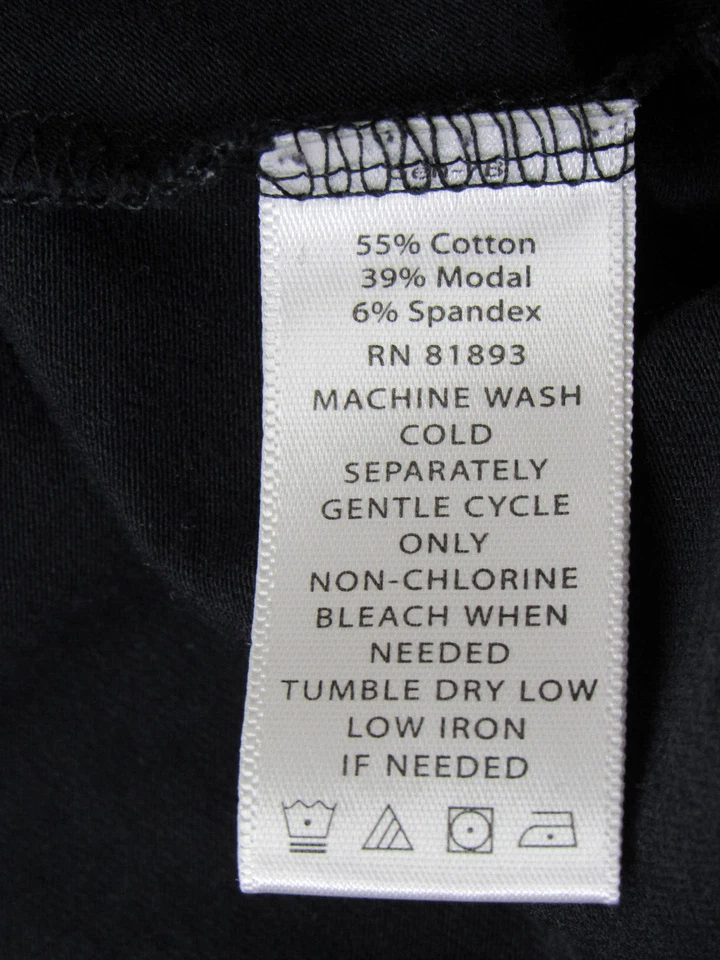 55% Cotton
39% Modal
6% Spandex
RN 81893
MACHINE WASH
COLD
SEPARATELY
GENTLE CYCLE
ONLY
NON-CHLORINE
BLEACH WHEN
NEEDED
TUMBLE DRY LOW
LOW IRON
IF NEEDED